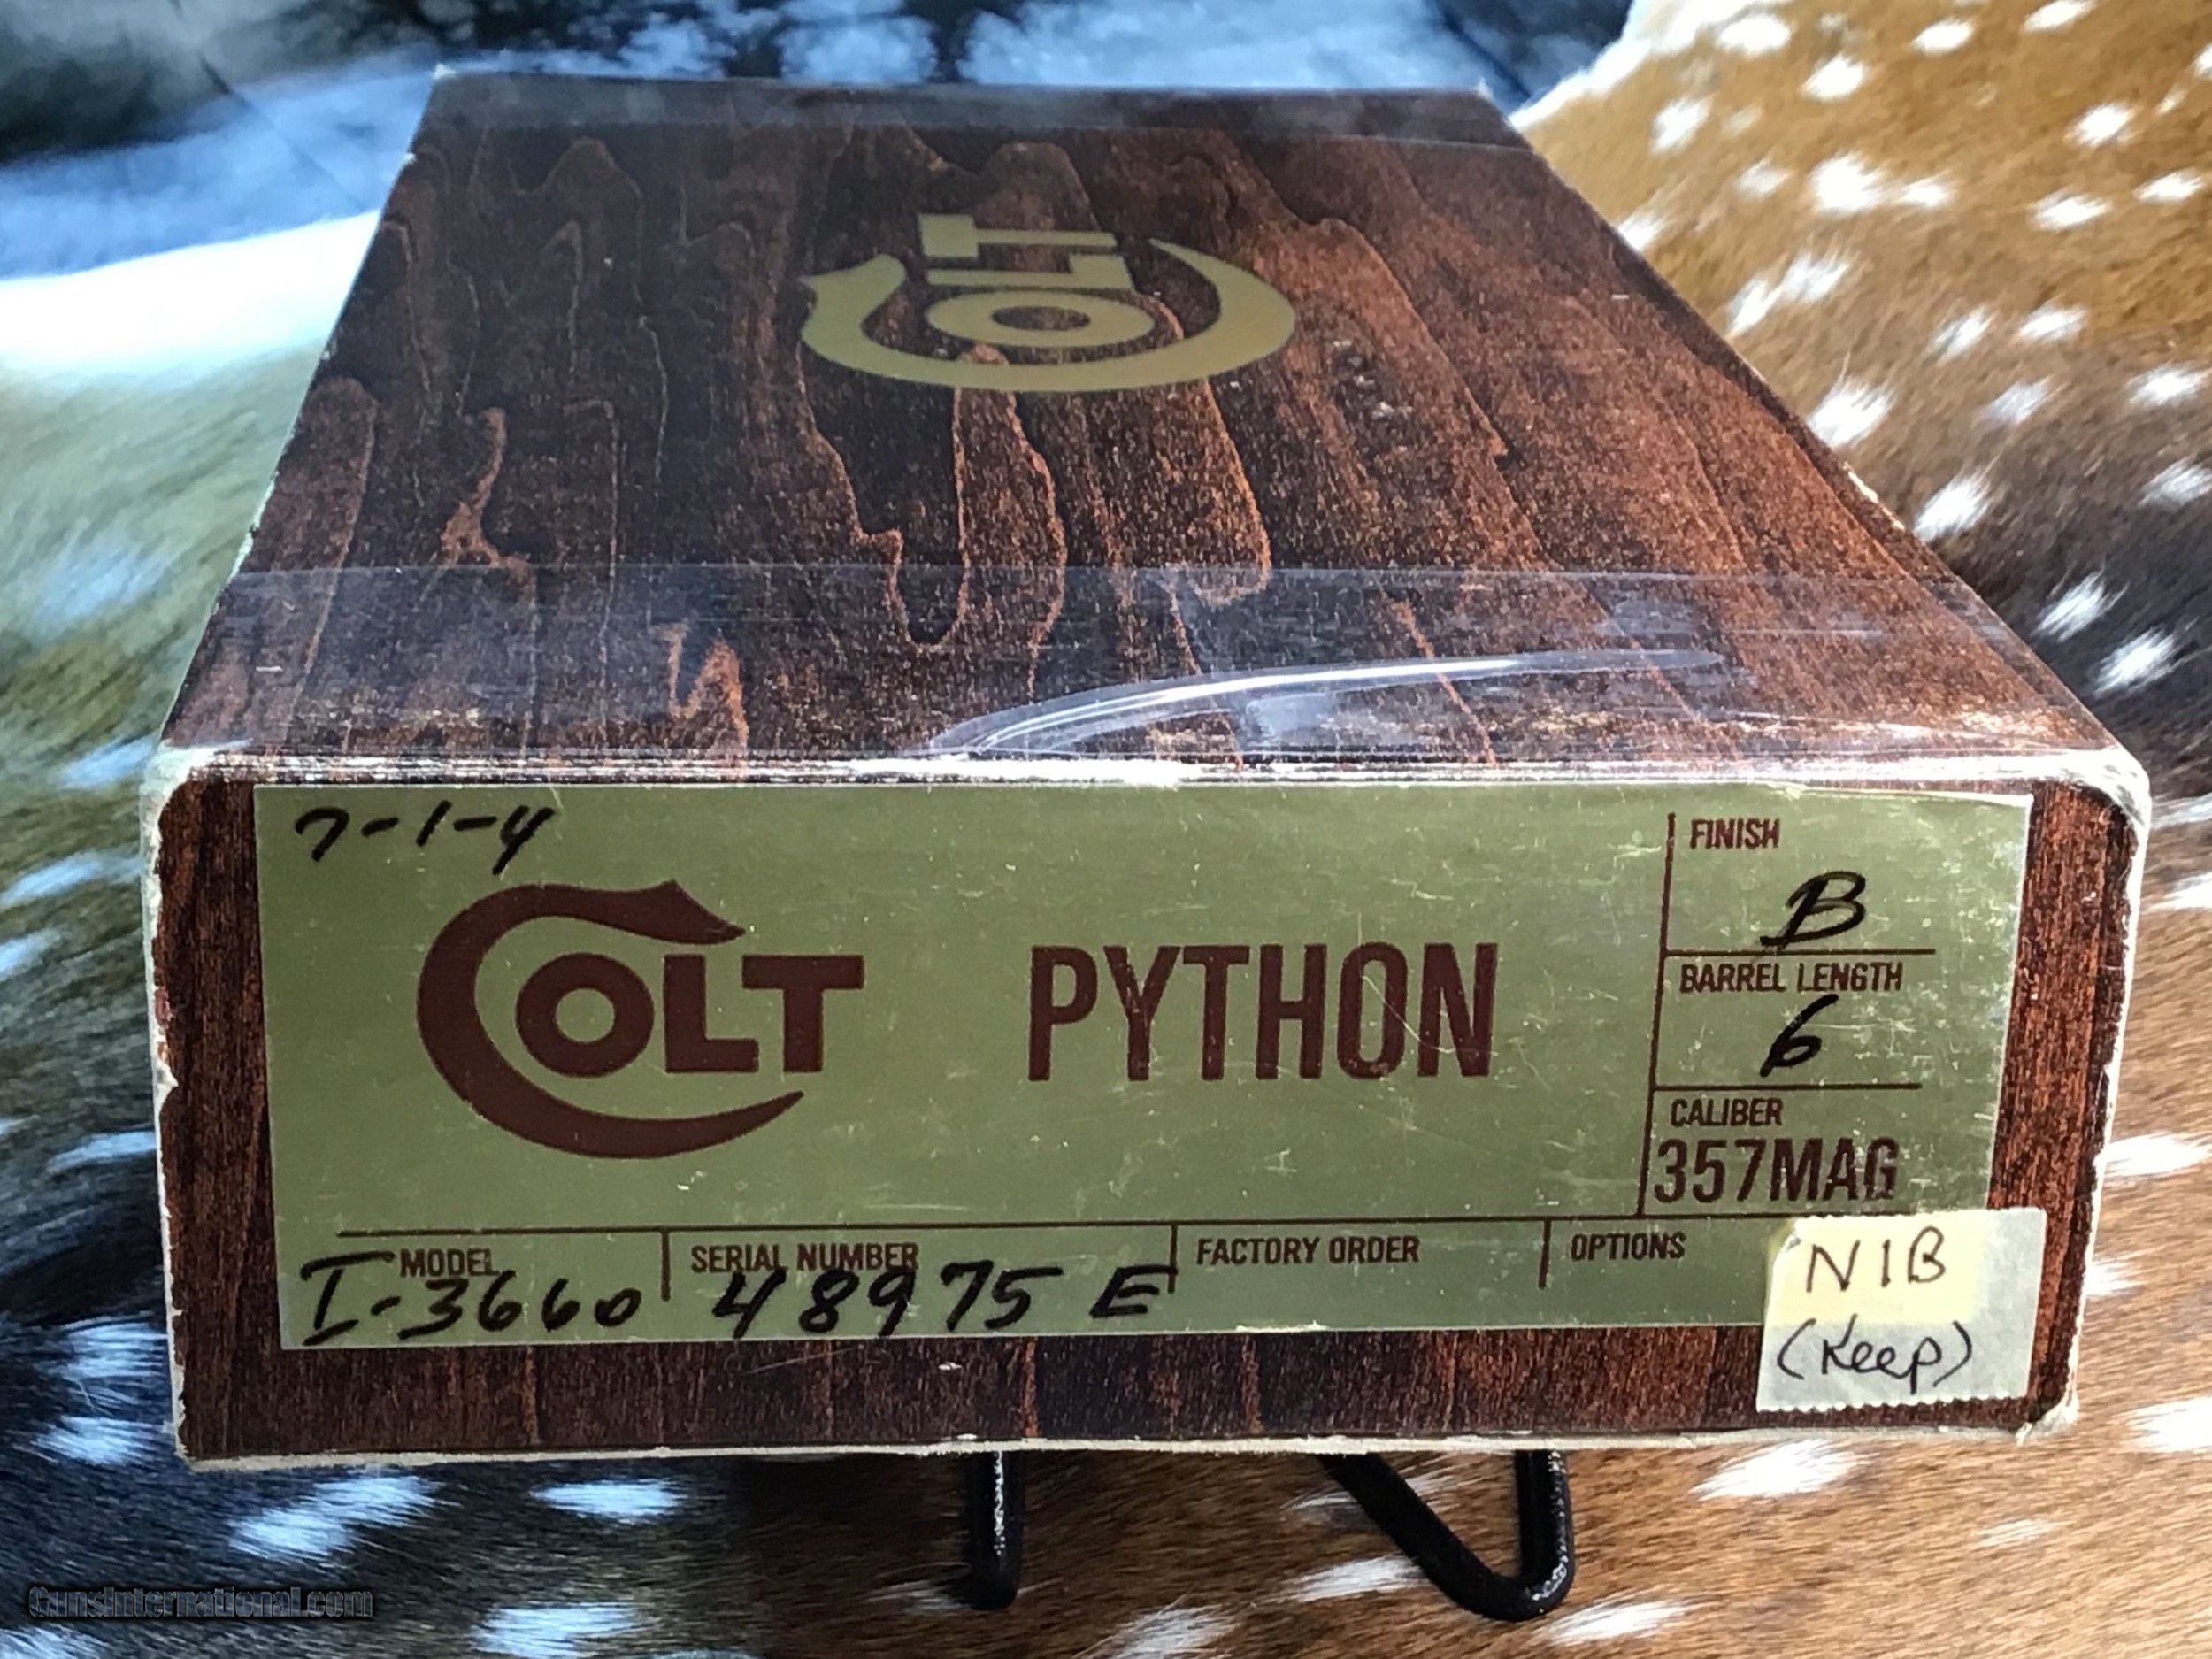 COLT
7-1-4
COLT PYTHON
FINISH
B
BARREL LENGTH
6
CALIBER
357MAG
MODEL
I-3660
SERIAL NUMBER
48975 E
FACTORY ORDER
OPTIONS
NIB
(Keep)
GunsInternational.com